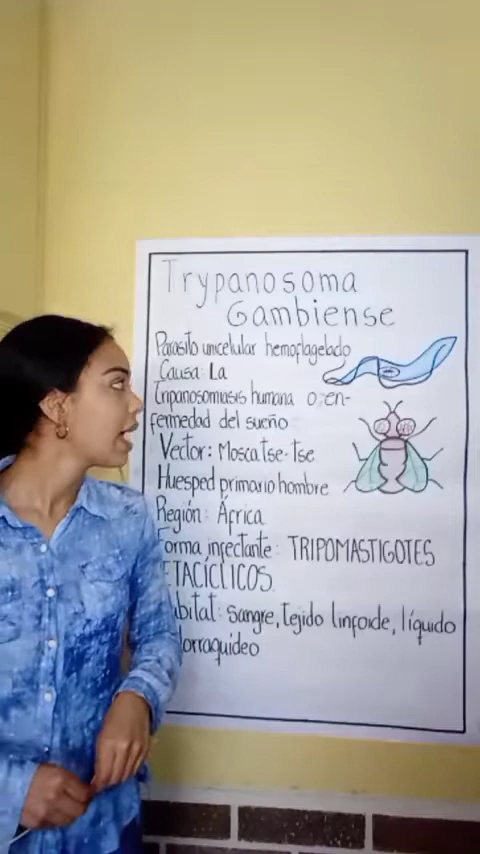 Trypanosoma
Gambiense
Parasito unicelular hemoflagelado
Causa: La
Tripanosomiasis humana o en-
fermedad del sueño
Vector: Mosca tse-tse
Huesped primario hombre
Región: África
Forma infectante: TRIPOMASTIGOTES
ETACÍCLICOS
bitat: sangre, tejido linfoide, líquido
lorraquideo